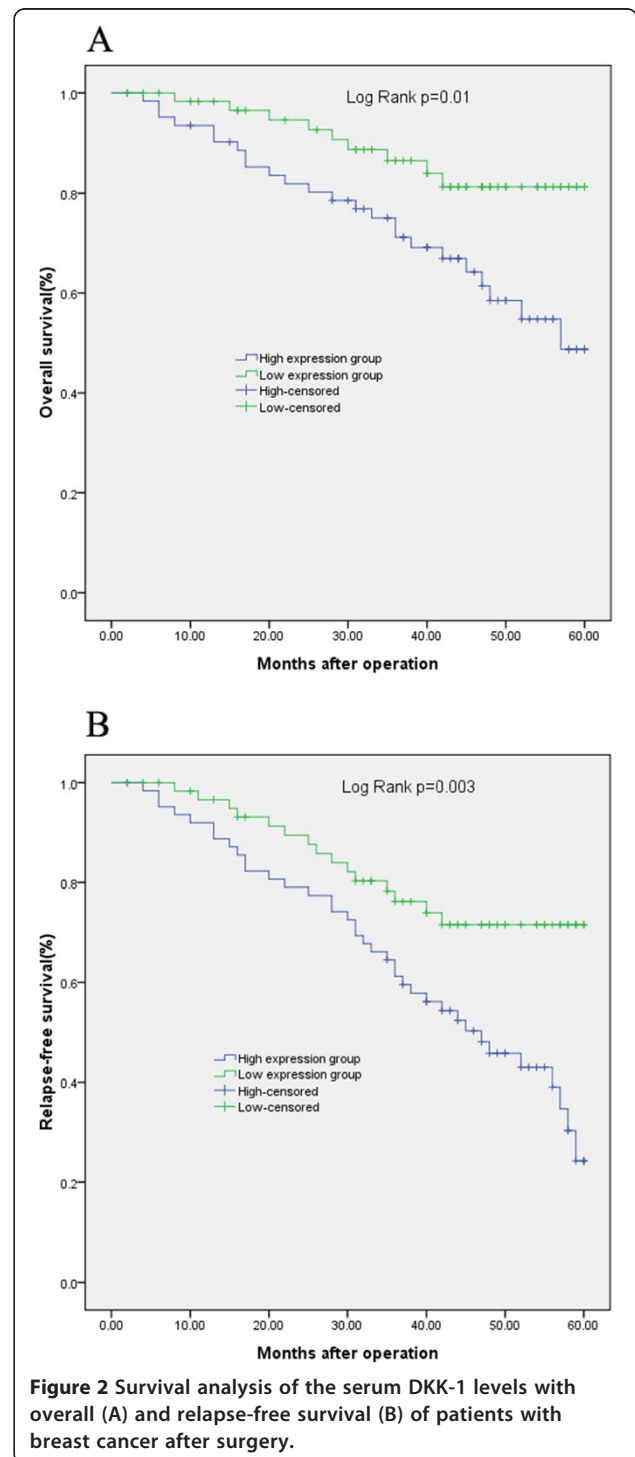 A
Log Rank p=0.01
1.0
0.8
0.6
0.4
0.2
0.0
Overall survival(%)
High expression group
Low expression group
High-censored
Low-censored
0.00 10.00 20.00 30.00 40.00 50.00 60.00
Months after operation
B
Log Rank p=0.003
1.0
0.8
0.6
0.4
0.2
0.0
Relapse-free survival(%)
High expression group
Low expression group
High-censored
Low-censored
0.00 10.00 20.00 30.00 40.00 50.00 60.00
Months after operation
Figure 2 Survival analysis of the serum DKK-1 levels with
overall (A) and relapse-free survival (B) of patients with
breast cancer after surgery.